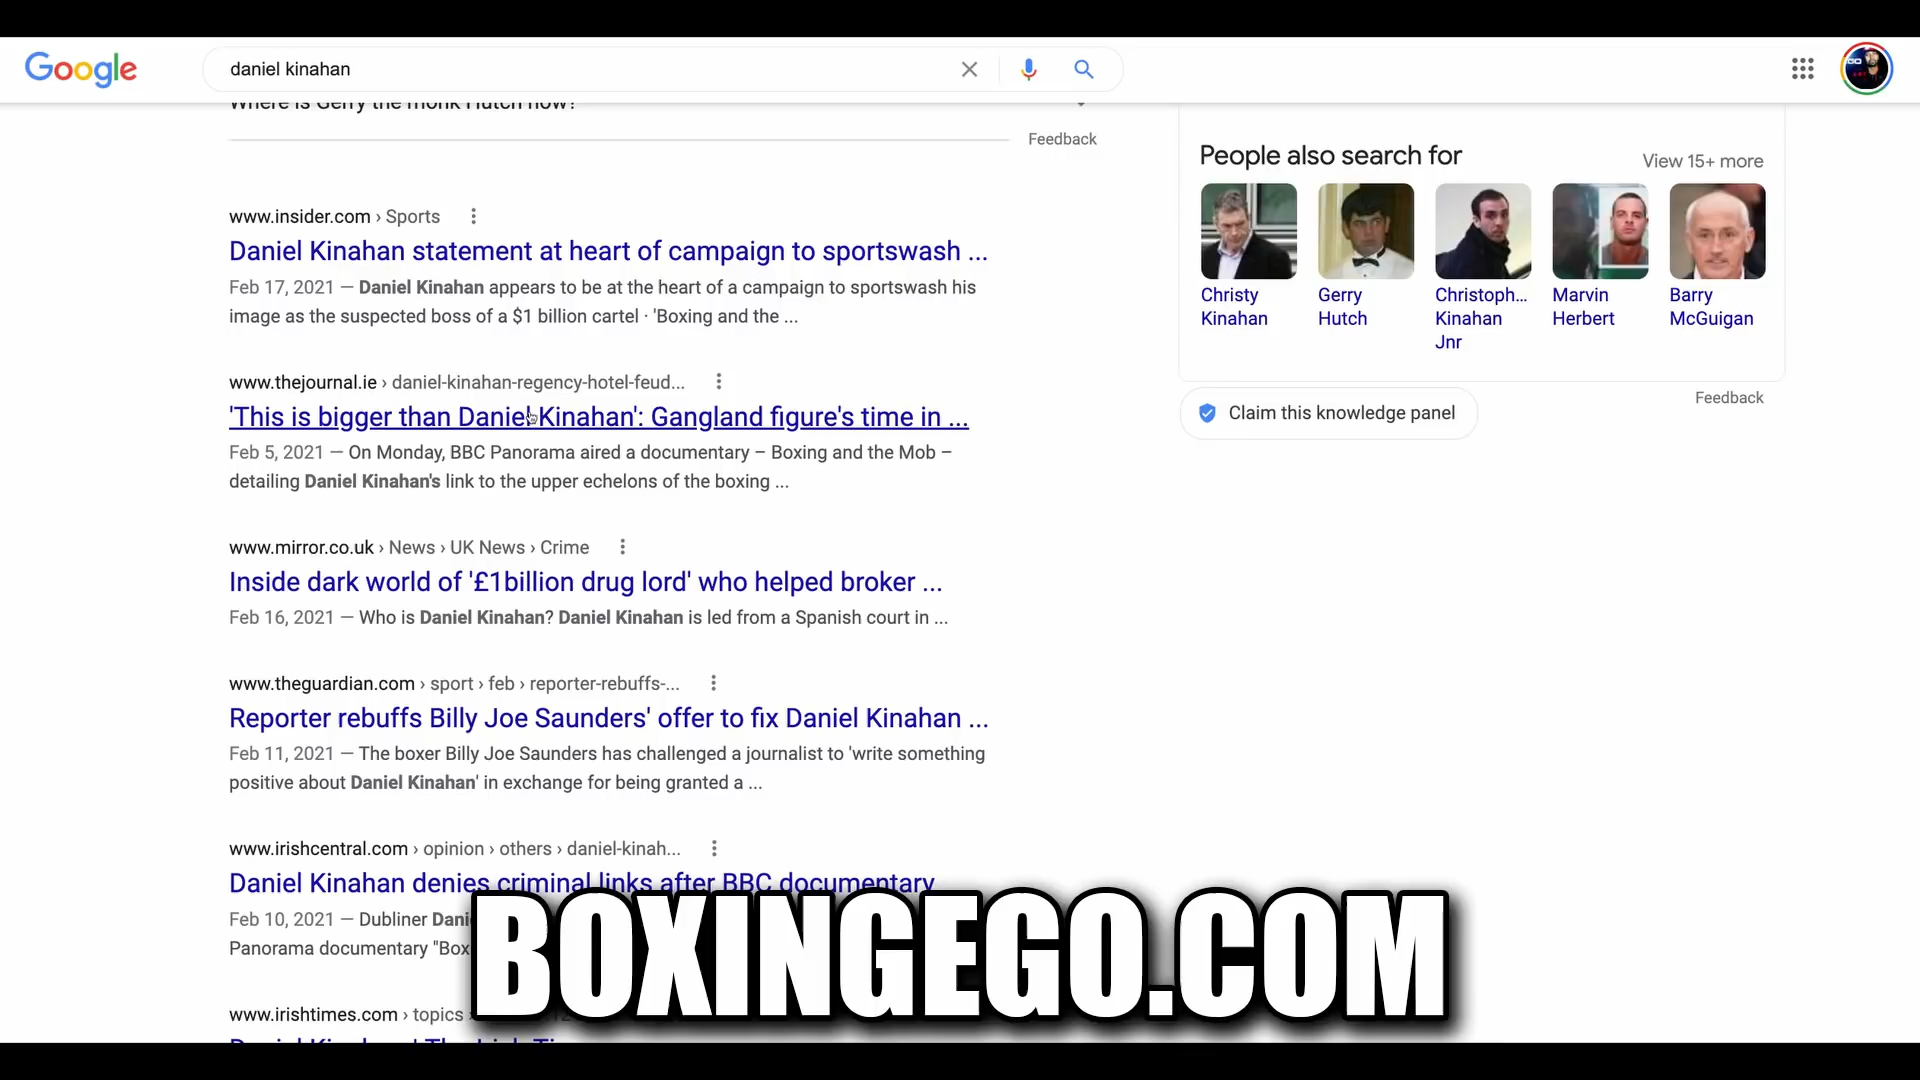 Google
daniel kinahan
Where is Gerry the monk Hutch now?
Feedback
www.insider.com › Sports
Daniel Kinahan statement at heart of campaign to sportswash ...
Feb 17, 2021 — Daniel Kinahan appears to be at the heart of a campaign to sportswash his
image as the suspected boss of a $1 billion cartel · 'Boxing and the ...
www.thejournal.ie › daniel-kinahan-regency-hotel-feud...
'This is bigger than Daniel Kinahan': Gangland figure's time in ...
Feb 5, 2021 — On Monday, BBC Panorama aired a documentary – Boxing and the Mob –
detailing Daniel Kinahan's link to the upper echelons of the boxing ...
www.mirror.co.uk › News › UK News › Crime
Inside dark world of '£1billion drug lord' who helped broker ...
Feb 16, 2021 — Who is Daniel Kinahan? Daniel Kinahan is led from a Spanish court in ...
www.theguardian.com › sport › feb › reporter-rebuffs-...
Reporter rebuffs Billy Joe Saunders' offer to fix Daniel Kinahan ...
Feb 11, 2021 — The boxer Billy Joe Saunders has challenged a journalist to 'write something
positive about Daniel Kinahan' in exchange for being granted a ...
www.irishcentral.com › opinion › others › daniel-kinah...
Daniel Kinahan denies criminal links after BBC documentary
Feb 10, 2021 — Dubliner
Panorama documentary "Box
www.irishtimes.com › topics
People also search for
View 15+ more
Christy
Kinahan
Gerry
Hutch
Christoph...
Kinahan
Jnr
Marvin
Herbert
Barry
McGuigan
Feedback
Claim this knowledge panel
BOXINGEGO.COM